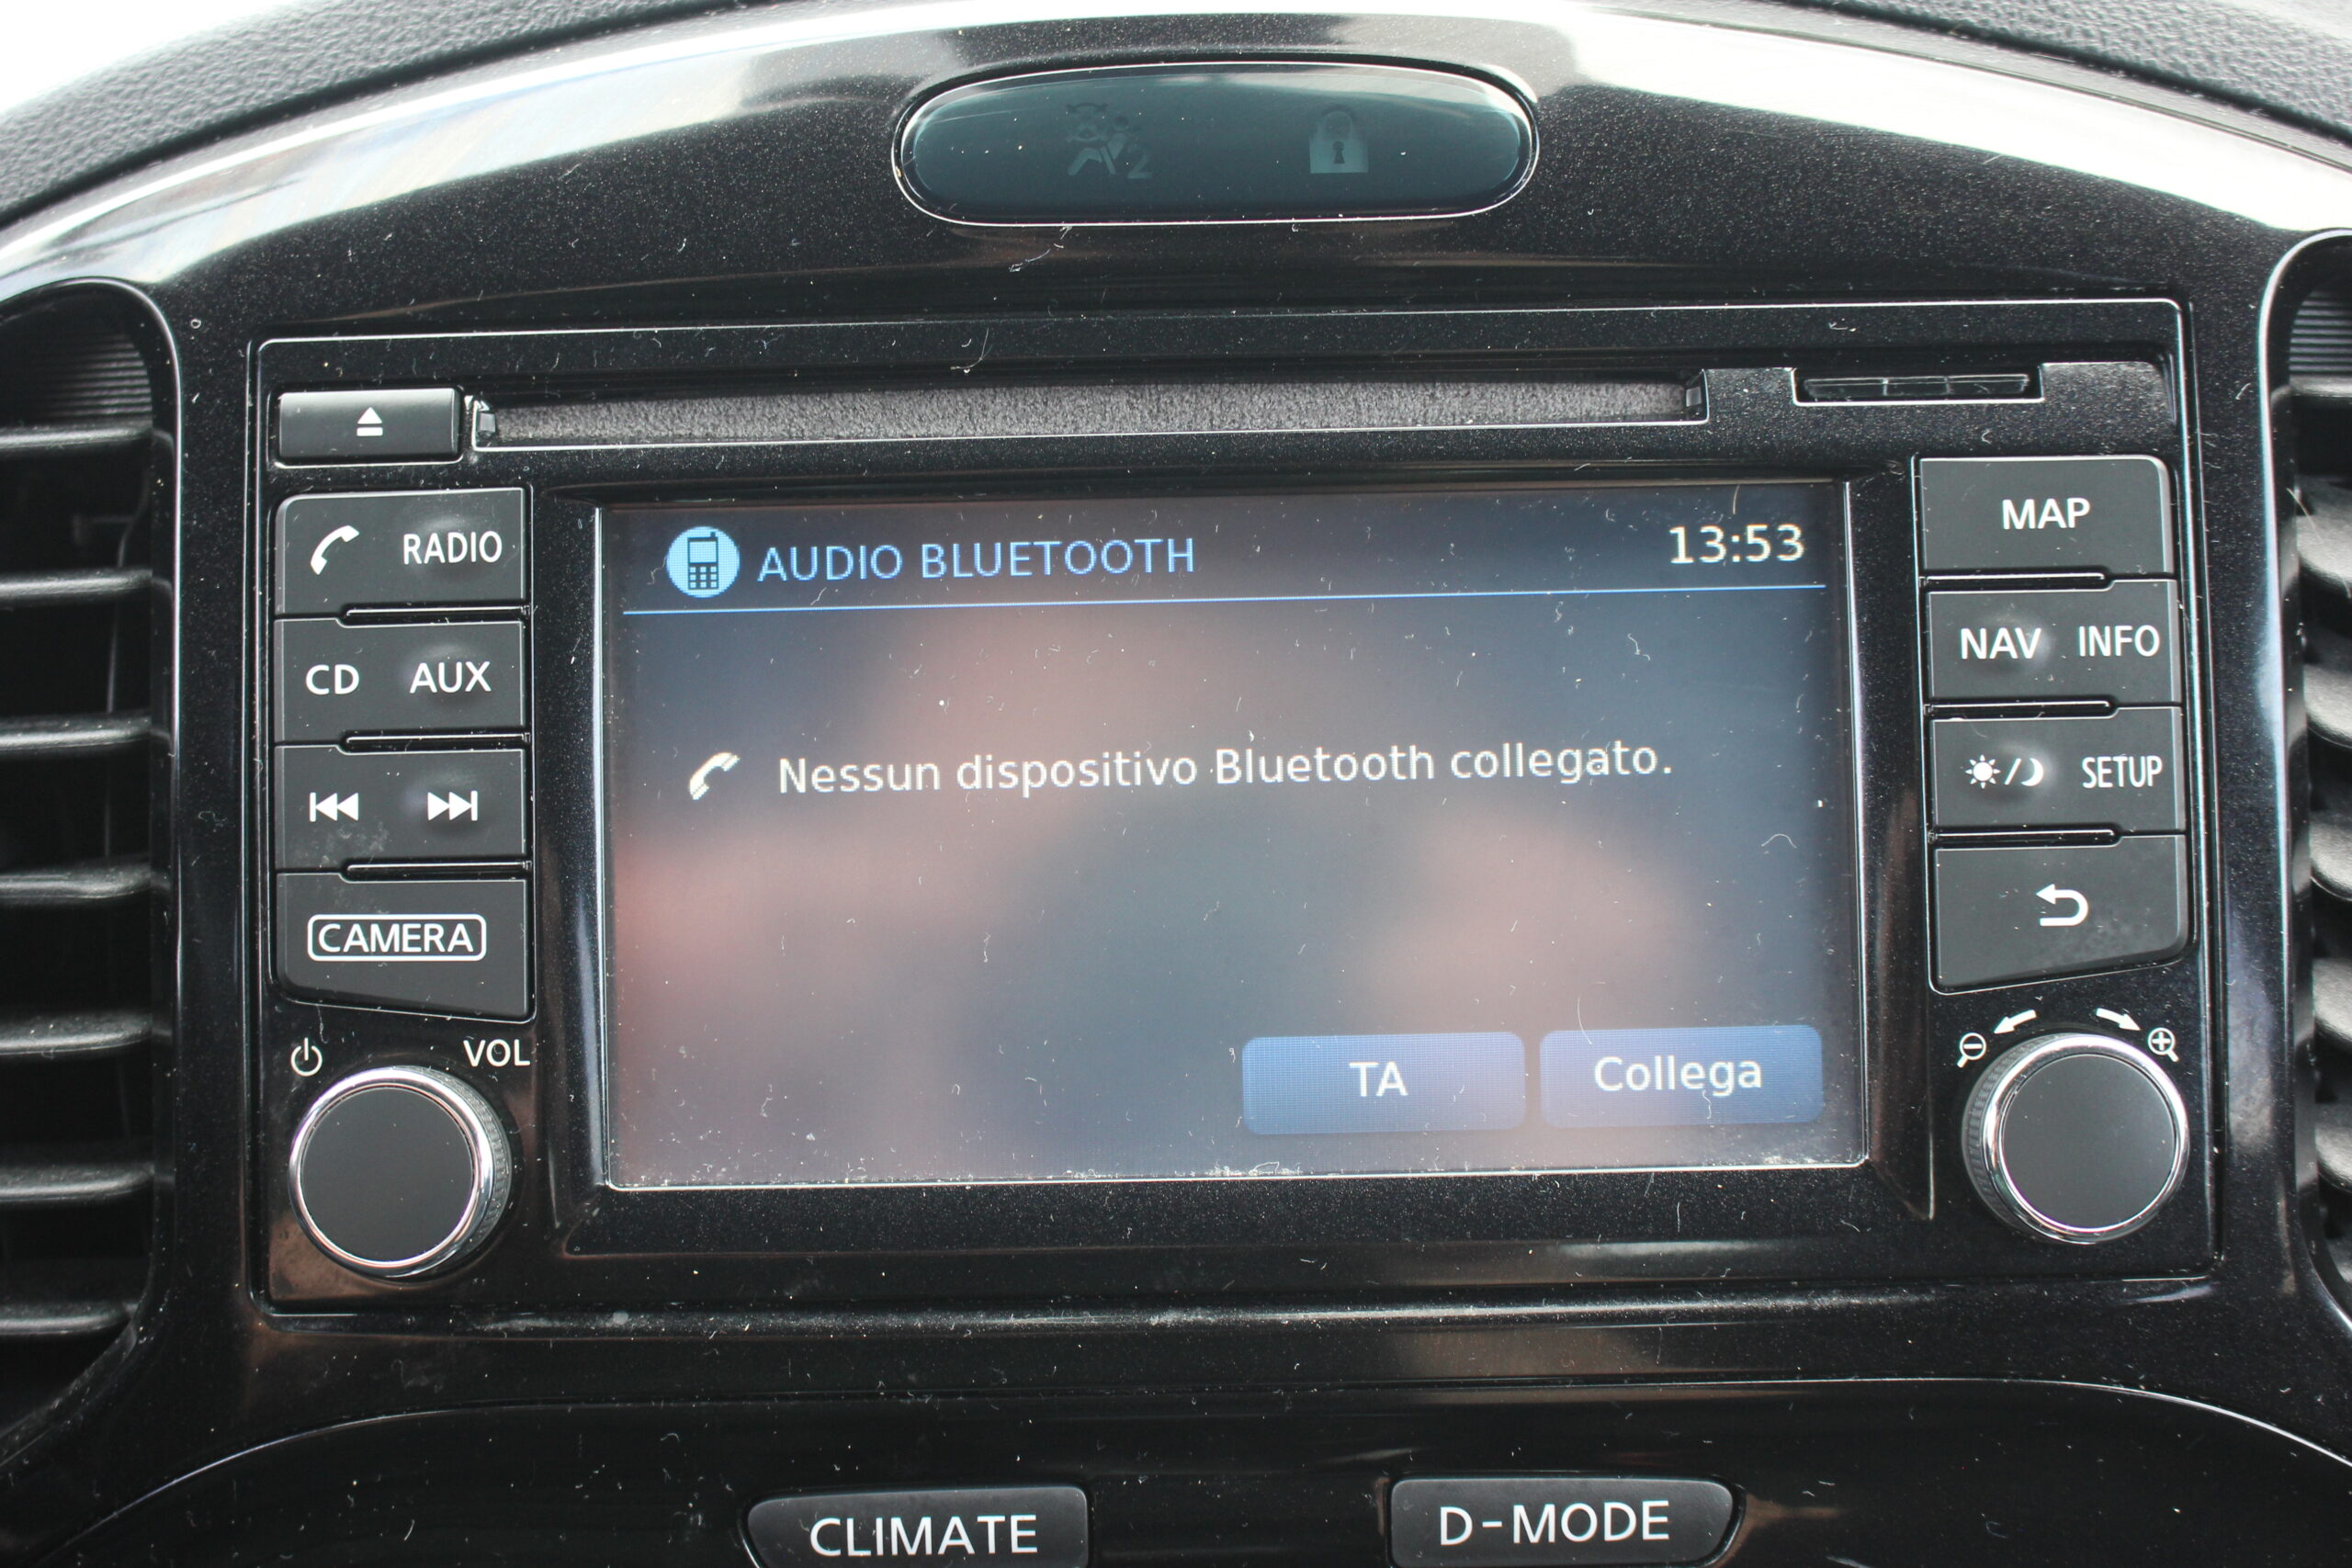 2
RADIO
CD AUX
CAMERA
VOL
AUDIO BLUETOOTH 13:53
Nessun dispositivo Bluetooth collegato.
TA Collega
MAP
NAV INFO
SETUP
CLIMATE D-MODE